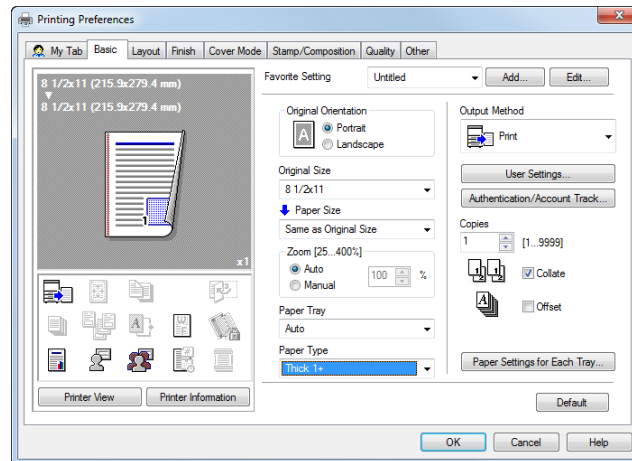 Printing Preferences
My Tab Basic Layout Finish Cover Mode Stamp/Composition Quality Other
8 1/2x11 (215.9x279.4 mm)
8 1/2x11 (215.9x279.4 mm)
1
x1
Printer View Printer Information
Favorite Setting Untitled Add... Edit...
Original Orientation
A Portrait
Landscape
Original Size
8 1/2x11
Paper Size
Same as Original Size
Zoom [25...400%]
Auto
Manual
100 %
Paper Tray
Auto
Paper Type
Thick 1+
Output Method
Print
User Settings...
Authentication/Account Track...
Copies
1 [1...9999]
Collate
Offset
Paper Settings for Each Tray...
Default
OK Cancel Help